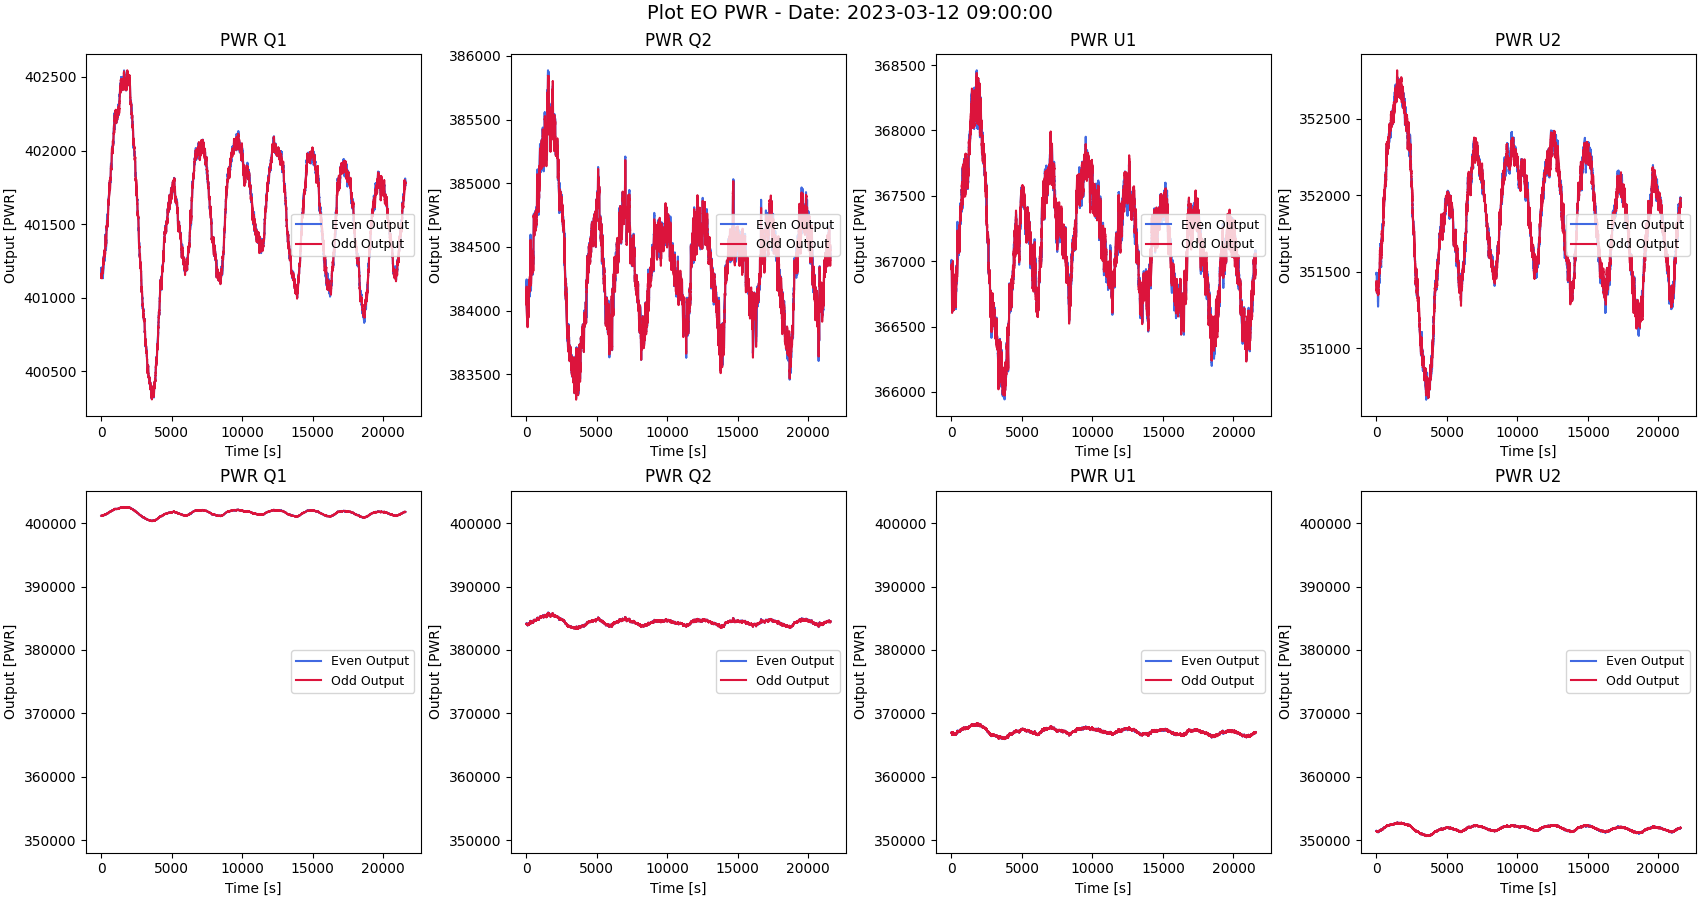 Plot EO PWR - Date: 2023-03-12 09:00:00
PWR Q1
Output [PWR]
402500
402000
401500
401000
400500
Even Output
Odd Output
0 5000 10000 15000 20000
Time [s]
PWR Q2
Output [PWR]
386000
385500
385000
384500
384000
383500
Even Output
Odd Output
0 5000 10000 15000 20000
Time [s]
PWR U1
Output [PWR]
368500
368000
367500
367000
366500
366000
Even Output
Odd Output
0 5000 10000 15000 20000
Time [s]
PWR U2
Output [PWR]
352500
352000
351500
351000
Even Output
Odd Output
0 5000 10000 15000 20000
Time [s]
PWR Q1
Output [PWR]
400000
390000
380000
370000
360000
350000
Even Output
Odd Output
0 5000 10000 15000 20000
Time [s]
PWR Q2
Output [PWR]
400000
390000
380000
370000
360000
350000
Even Output
Odd Output
0 5000 10000 15000 20000
Time [s]
PWR U1
Output [PWR]
400000
390000
380000
370000
360000
350000
Even Output
Odd Output
0 5000 10000 15000 20000
Time [s]
PWR U2
Output [PWR]
400000
390000
380000
370000
360000
350000
Even Output
Odd Output
0 5000 10000 15000 20000
Time [s]